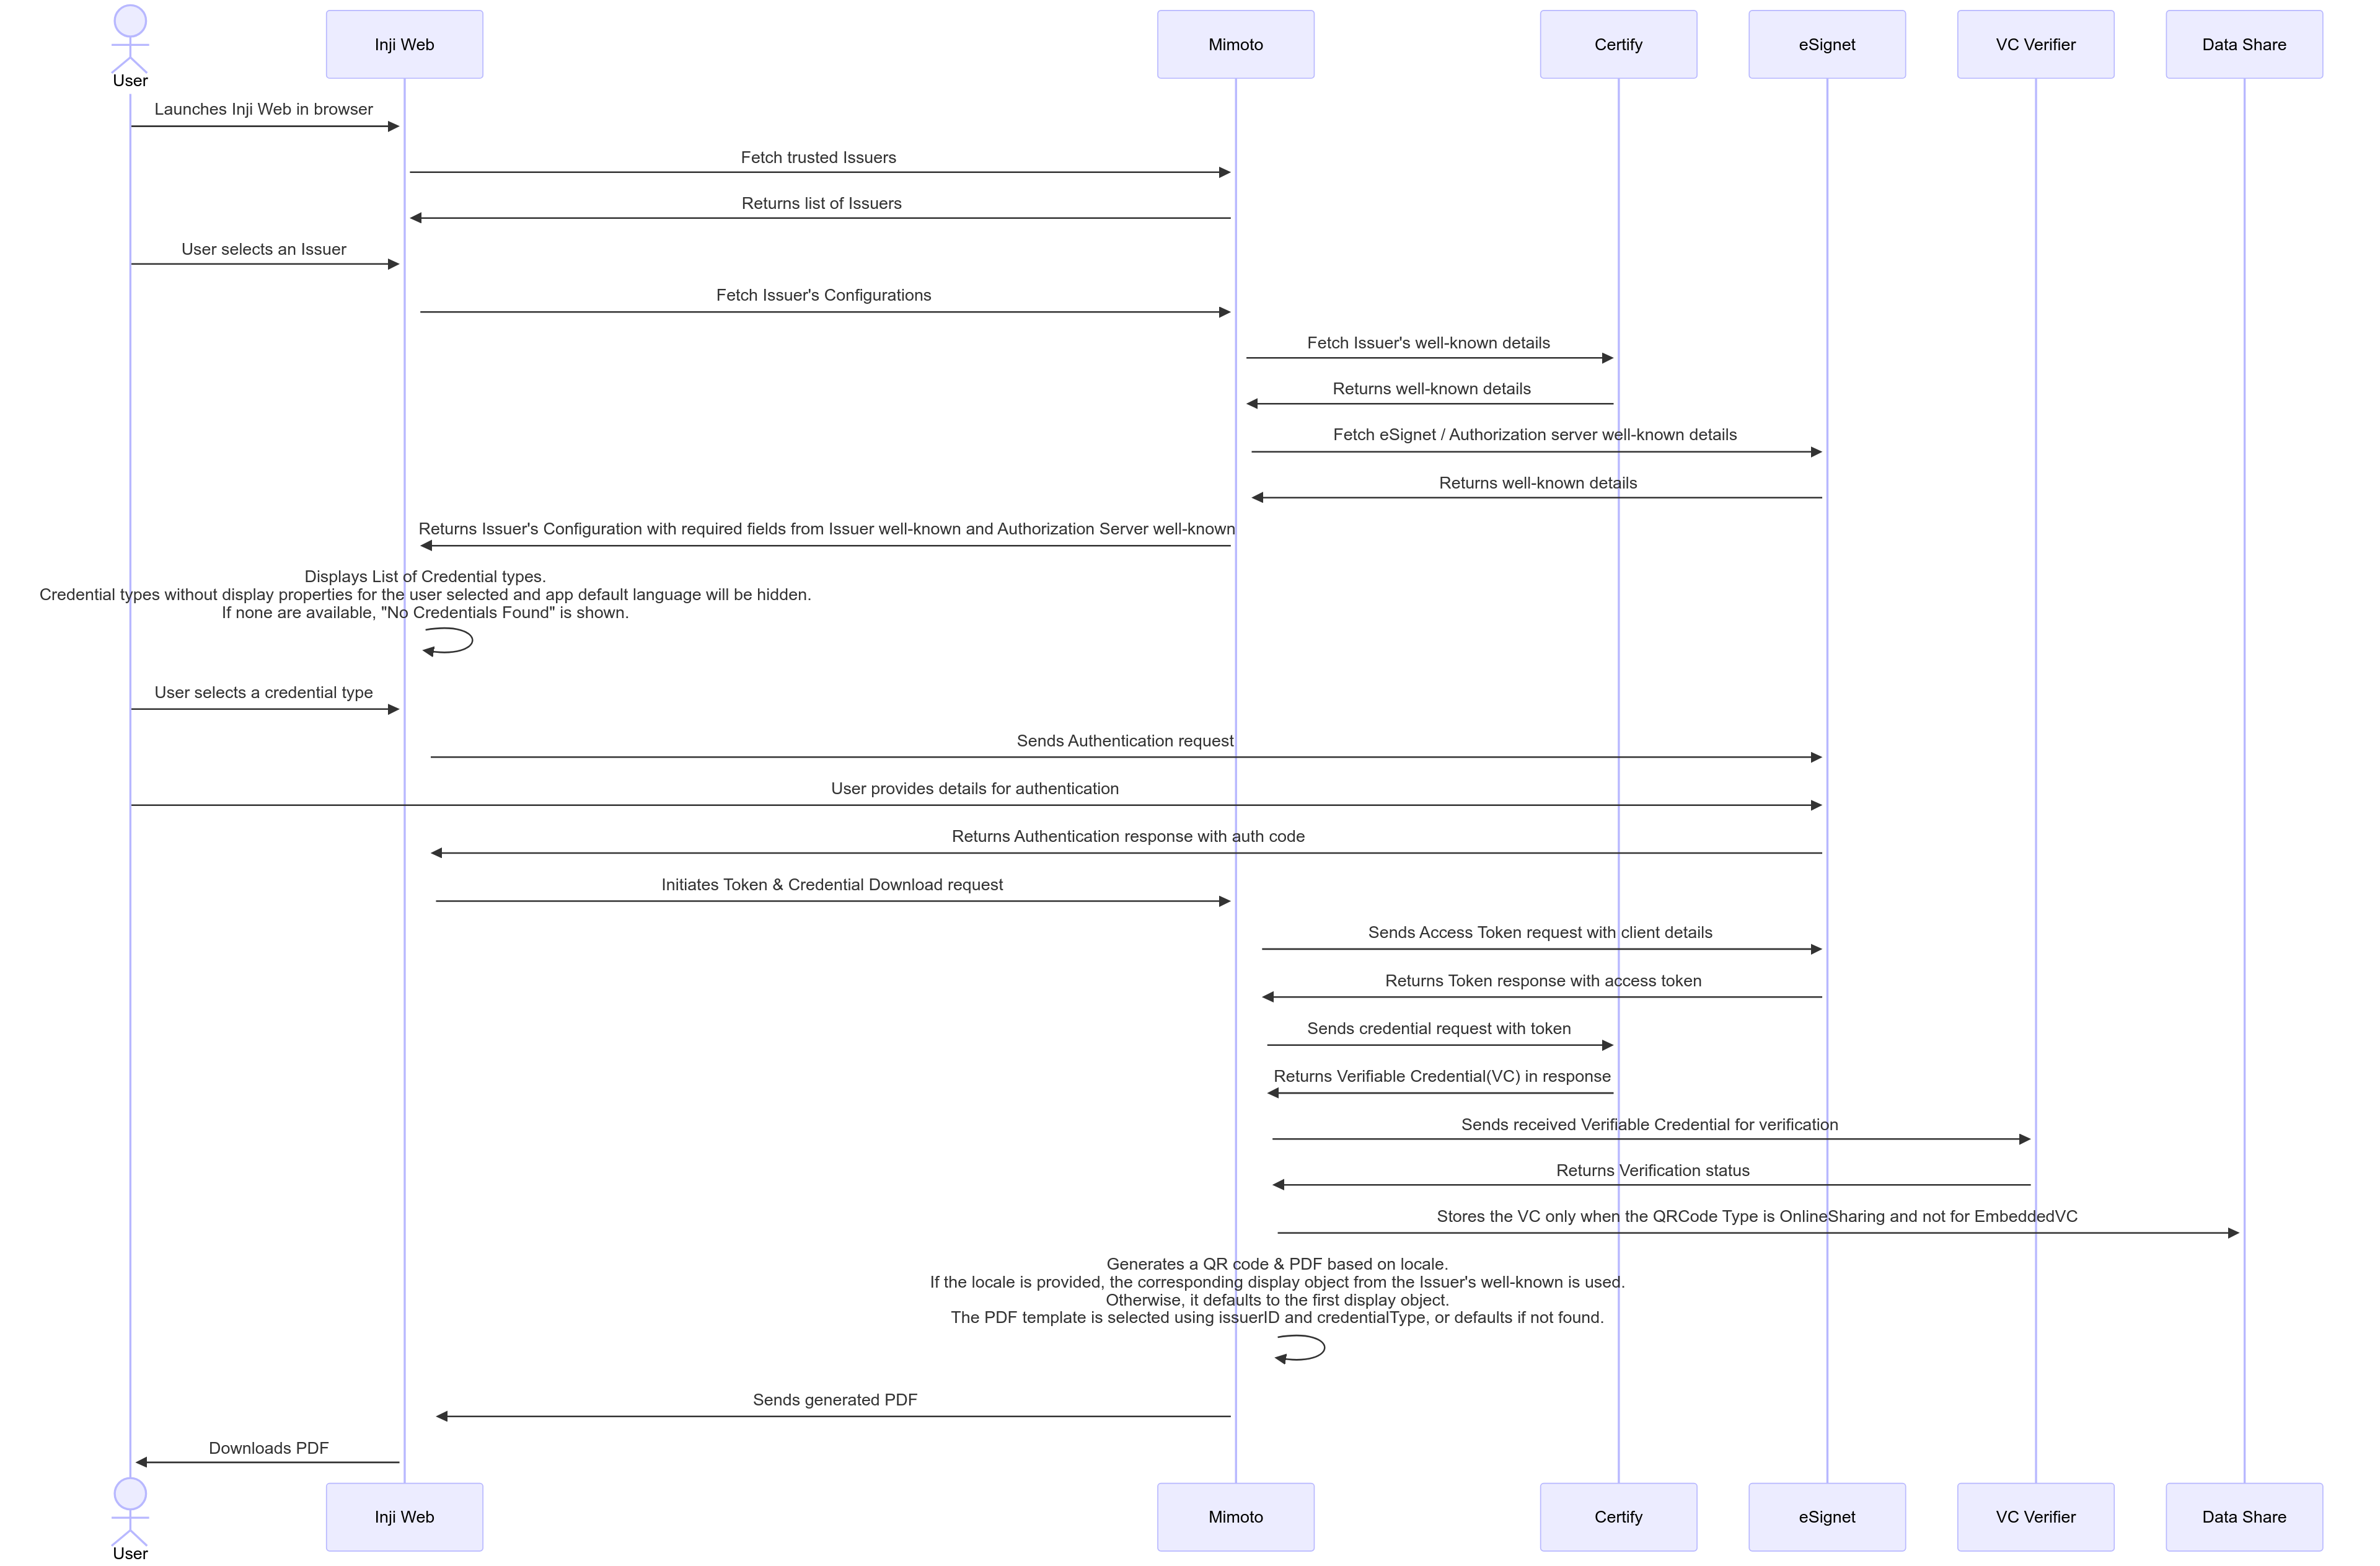 User
Inji Web
Mimoto
Certify
eSignet
VC Verifier
Data Share
Launches Inji Web in browser
Fetch trusted Issuers
Returns list of Issuers
User selects an Issuer
Fetch Issuer's Configurations
Fetch Issuer's well-known details
Returns well-known details
Fetch eSignet / Authorization server well-known details
Returns well-known details
Returns Issuer's Configuration with required fields from Issuer well-known and Authorization Server well-known
Displays List of Credential types.
Credential types without display properties for the user selected and app default language will be hidden.
If none are available, "No Credentials Found" is shown.
User selects a credential type
Sends Authentication request
User provides details for authentication
Returns Authentication response with auth code
Initiates Token & Credential Download request
Sends Access Token request with client details
Returns Token response with access token
Sends credential request with token
Returns Verifiable Credential(VC) in response
Sends received Verifiable Credential for verification
Returns Verification status
Stores the VC only when the QRCode Type is OnlineSharing and not for EmbeddedVC
Generates a QR code & PDF based on locale.
If the locale is provided, the corresponding display object from the Issuer's well-known is used.
Otherwise, it defaults to the first display object.
The PDF template is selected using issuerID and credentialType, or defaults if not found.
Sends generated PDF
Downloads PDF
User
Inji Web
Mimoto
Certify
eSignet
VC Verifier
Data Share